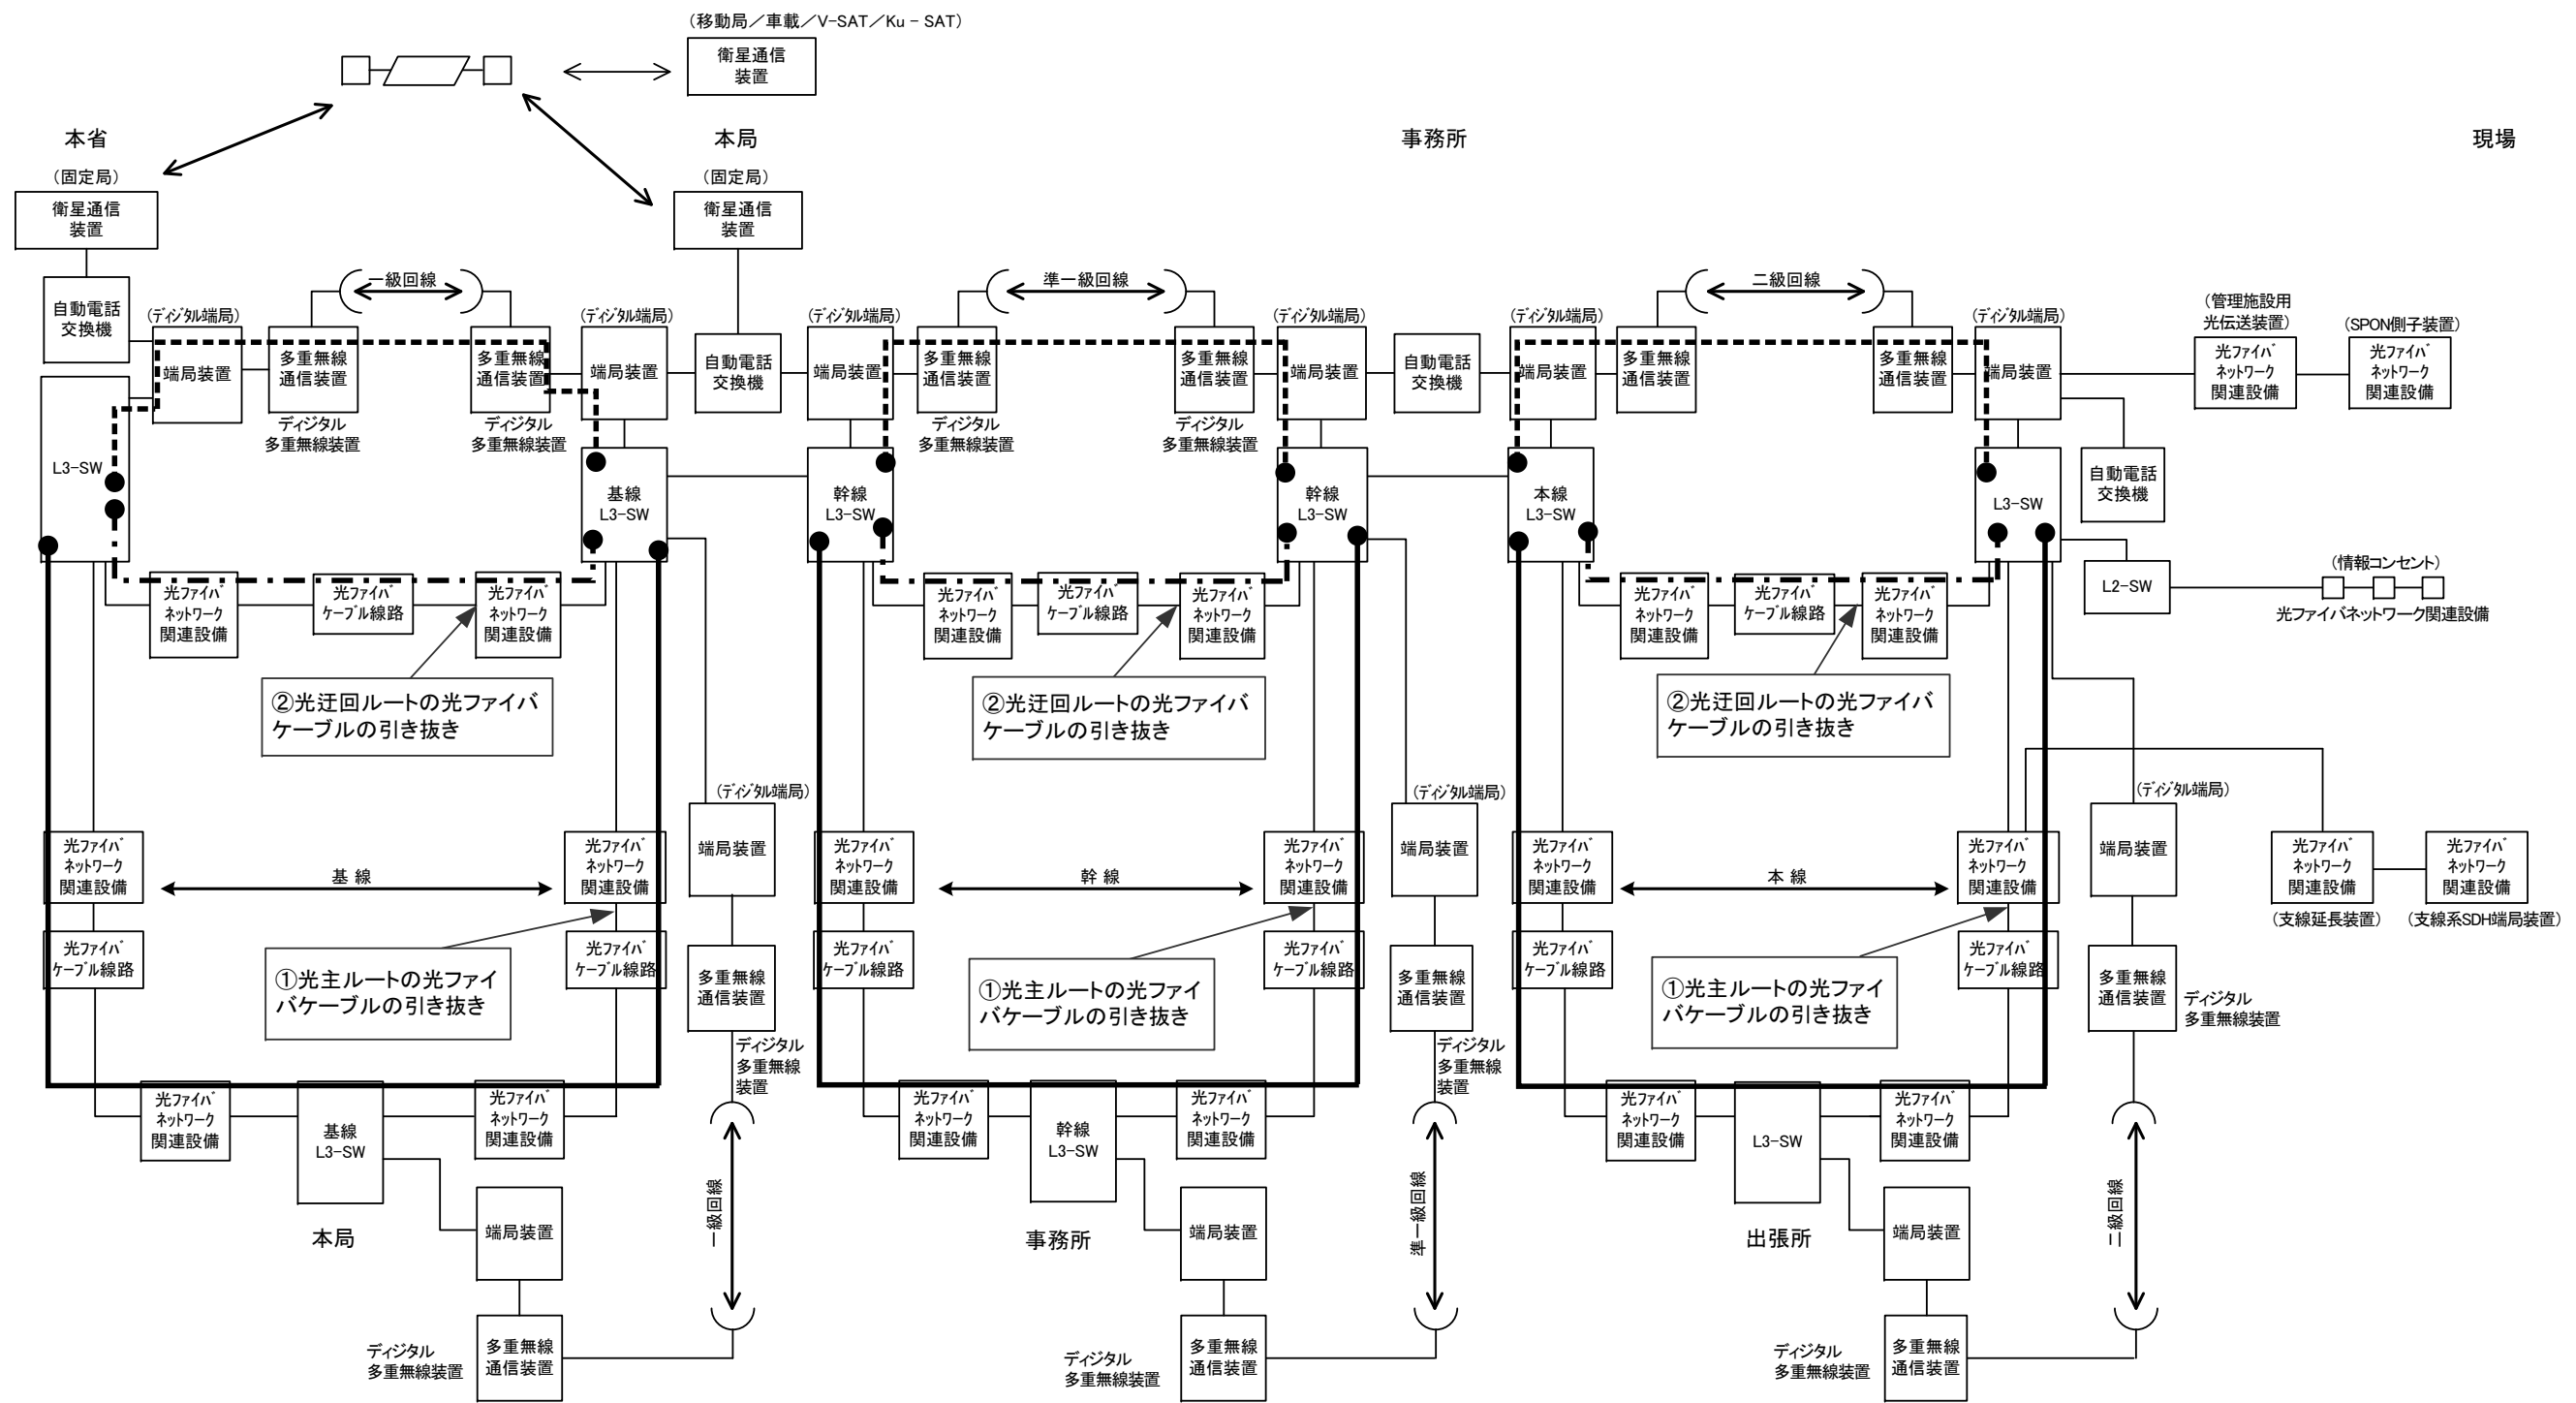 （移動局／車載／V-SAT／Ku - SAT）
衛星通信
装置
本省
本局
事務所
現場
（固定局）
（固定局）
衛星通信
装置
衛星通信
装置
一級回線
準一級回線
二級回線
自動電話
交換機
（ディジタル端局）
端局装置
多重無線
通信装置
ディジタル
多重無線装置
多重無線
通信装置
ディジタル
多重無線装置
（ディジタル端局）
端局装置
自動電話
交換機
（ディジタル端局）
端局装置
多重無線
通信装置
ディジタル
多重無線装置
多重無線
通信装置
ディジタル
多重無線装置
（ディジタル端局）
端局装置
自動電話
交換機
（ディジタル端局）
端局装置
多重無線
通信装置
多重無線
通信装置
（ディジタル端局）
端局装置
（管理施設用
光伝送装置）
光ファイバ
ネットワーク
関連設備
（SPON側子装置）
光ファイバ
ネットワーク
関連設備
L3-SW
基線
L3-SW
幹線
L3-SW
幹線
L3-SW
本線
L3-SW
L3-SW
自動電話
交換機
L2-SW
（情報コンセント）
光ファイバネットワーク関連設備
光ファイバ
ネットワーク
関連設備
光ファイバ
ケーブル線路
光ファイバ
ネットワーク
関連設備
光ファイバ
ネットワーク
関連設備
光ファイバ
ケーブル線路
光ファイバ
ネットワーク
関連設備
光ファイバ
ネットワーク
関連設備
光ファイバ
ケーブル線路
光ファイバ
ネットワーク
関連設備
②光迂回ルートの光ファイバ
ケーブルの引き抜き
②光迂回ルートの光ファイバ
ケーブルの引き抜き
②光迂回ルートの光ファイバ
ケーブルの引き抜き
光ファイバ
ネットワーク
関連設備
基 線
光ファイバ
ネットワーク
関連設備
（ディジタル端局）
端局装置
光ファイバ
ネットワーク
関連設備
幹 線
光ファイバ
ネットワーク
関連設備
（ディジタル端局）
端局装置
光ファイバ
ネットワーク
関連設備
本 線
光ファイバ
ネットワーク
関連設備
（ディジタル端局）
端局装置
光ファイバ
ネットワーク
関連設備
（支線延長装置）
光ファイバ
ネットワーク
関連設備
（支線系SDH端局装置）
光ファイバ
ケーブル線路
①光主ルートの光ファイ
バケーブルの引き抜き
光ファイバ
ケーブル線路
多重無線
通信装置
ディジタル
多重無線
装置
光ファイバ
ケーブル線路
①光主ルートの光ファイ
バケーブルの引き抜き
光ファイバ
ケーブル線路
多重無線
通信装置
ディジタル
多重無線
装置
光ファイバ
ケーブル線路
①光主ルートの光ファイ
バケーブルの引き抜き
光ファイバ
ケーブル線路
多重無線
通信装置
ディジタル
多重無線装置
光ファイバ
ネットワーク
関連設備
基線
L3-SW
光ファイバ
ネットワーク
関連設備
光ファイバ
ネットワーク
関連設備
幹線
L3-SW
光ファイバ
ネットワーク
関連設備
光ファイバ
ネットワーク
関連設備
L3-SW
光ファイバ
ネットワーク
関連設備
一級回線
準一級回線
二級回線
本局
端局装置
事務所
端局装置
出張所
端局装置
ディジタル
多重無線装置
多重無線
通信装置
ディジタル
多重無線装置
多重無線
通信装置
ディジタル
多重無線装置
多重無線
通信装置